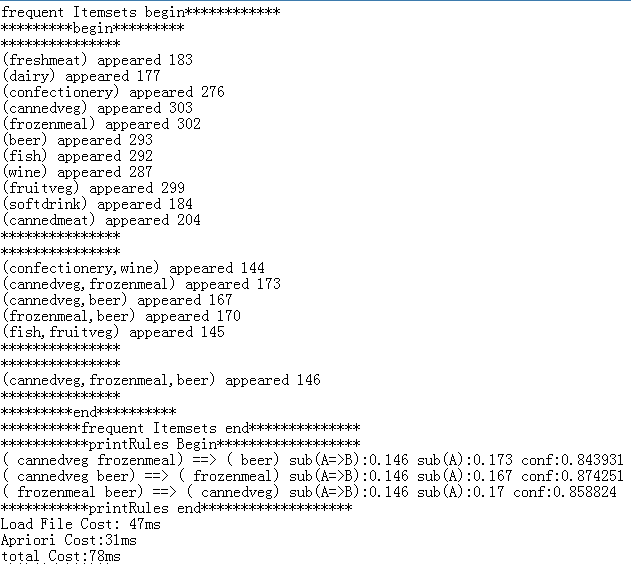 frequent Itemsets begin************
*********begin*********
***************
(freshmeat) appeared 183
(dairy) appeared 177
(confectionery) appeared 276
(cannedveg) appeared 303
(frozenmeal) appeared 302
(beer) appeared 293
(fish) appeared 292
(wine) appeared 287
(fruitveg) appeared 299
(softdrink) appeared 184
(cannedmeat) appeared 204
***************
***************
(confectionery,wine) appeared 144
(cannedveg,frozenmeal) appeared 173
(cannedveg,beer) appeared 167
(frozenmeal,beer) appeared 170
(fish,fruitveg) appeared 145
***************
***************
(cannedveg,frozenmeal,beer) appeared 146
***************
*********end**********
**********frequent Itemsets end**************
***********printRules Begin******************
( cannedveg frozenmeal) ==> ( beer) sub(A=>B):0.146 sub(A):0.173 conf:0.843931
( cannedveg beer) ==> ( frozenmeal) sub(A=>B):0.146 sub(A):0.167 conf:0.874251
( frozenmeal beer) ==> ( cannedveg) sub(A=>B):0.146 sub(A):0.17 conf:0.858824
***********printRules end*******************
Load File Cost: 47ms
Apriori Cost:31ms
total Cost:78ms